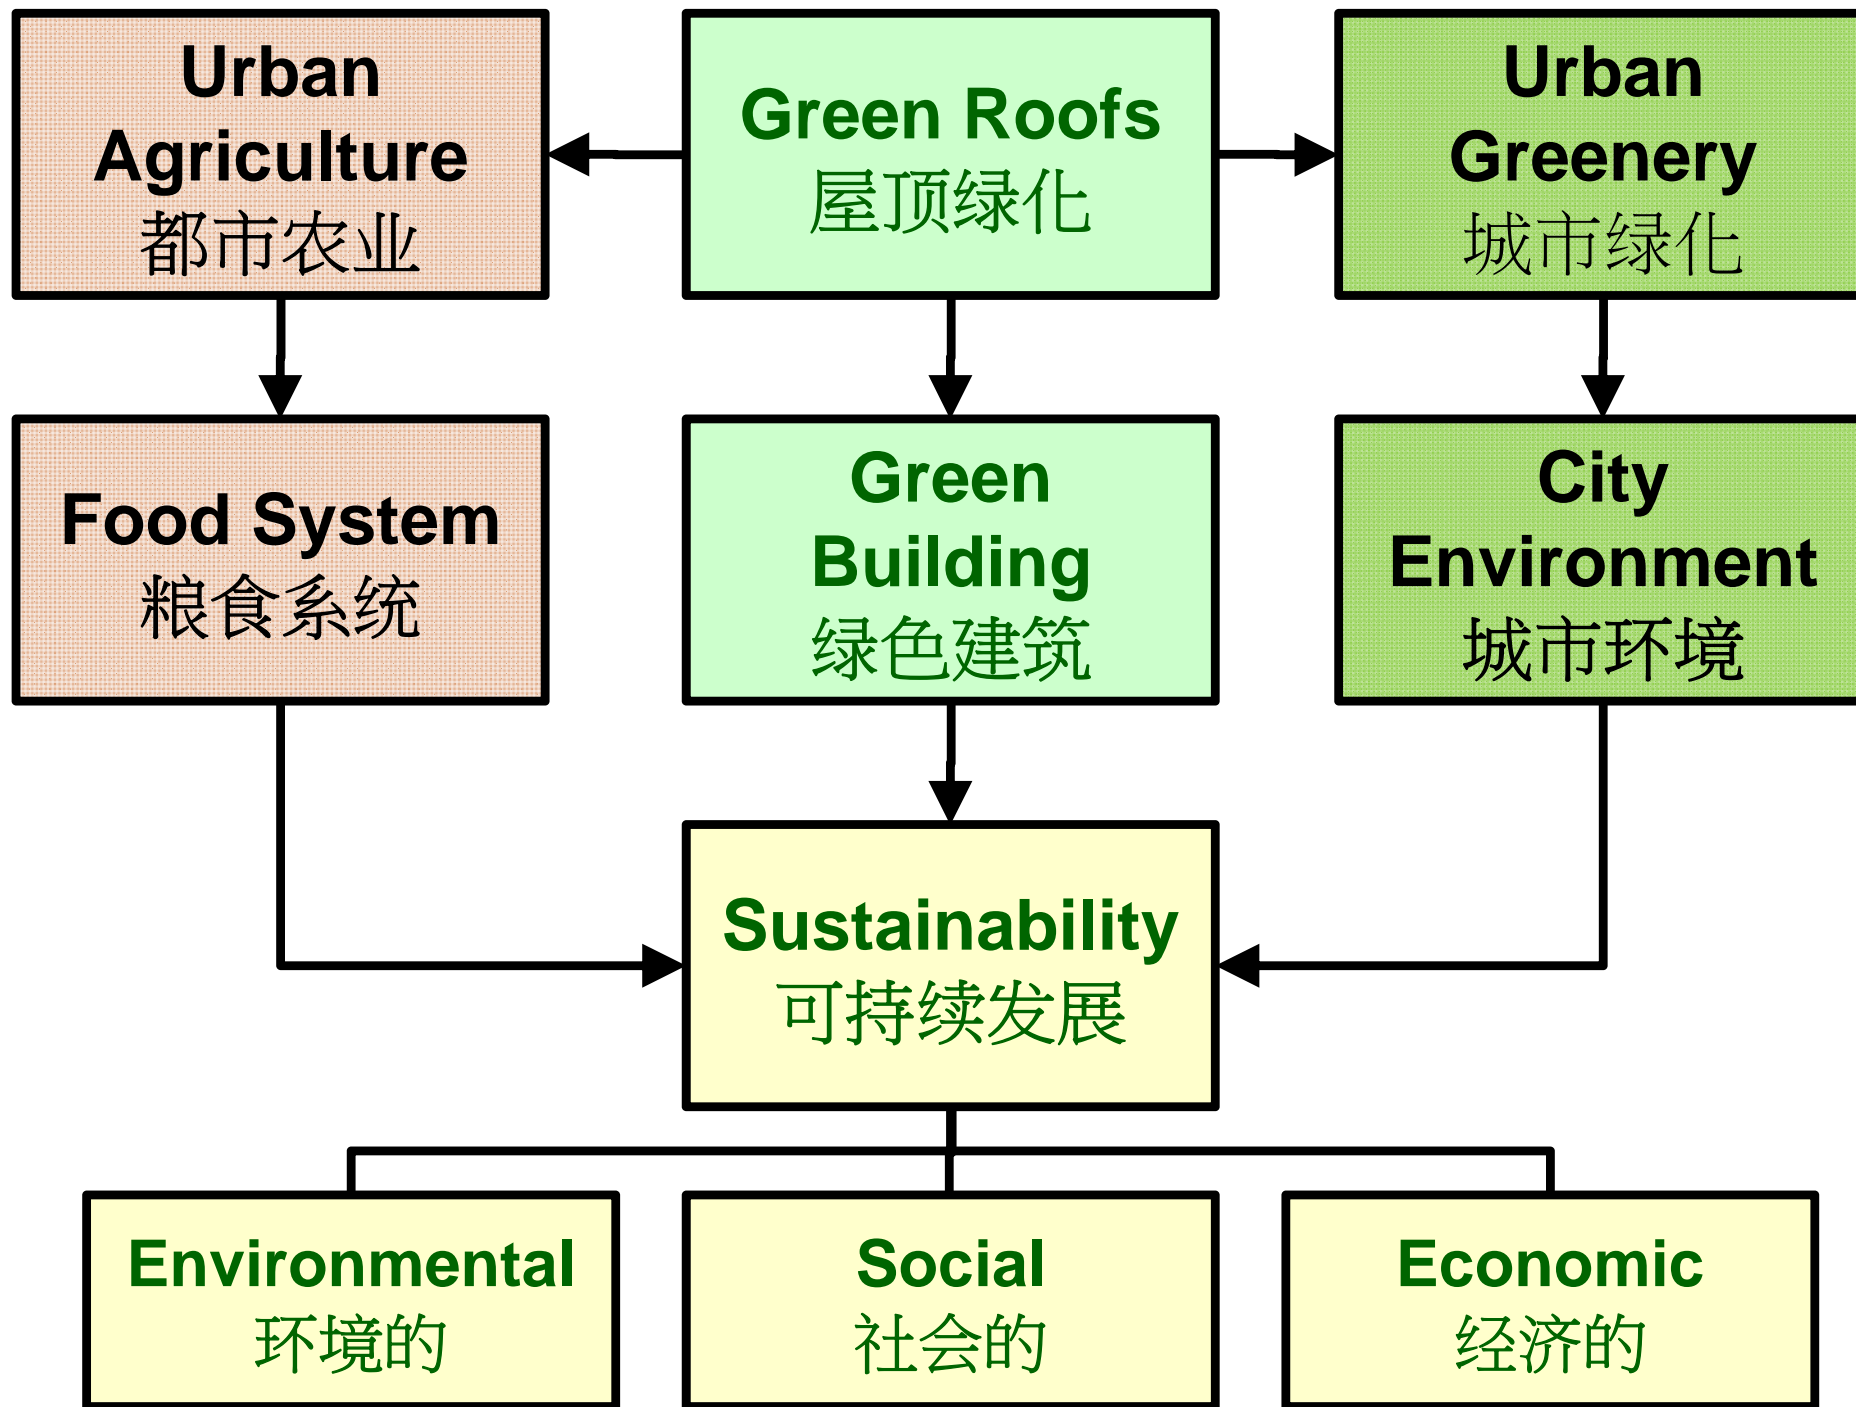 Urban
Agriculture
都市农业
Green Roofs
屋顶绿化
Urban
Greenery
城市绿化
Food System
粮食系统
Green
Building
绿色建筑
City
Environment
城市环境
Sustainability
可持续发展
Environmental
环境的
Social
社会的
Economic
经济的